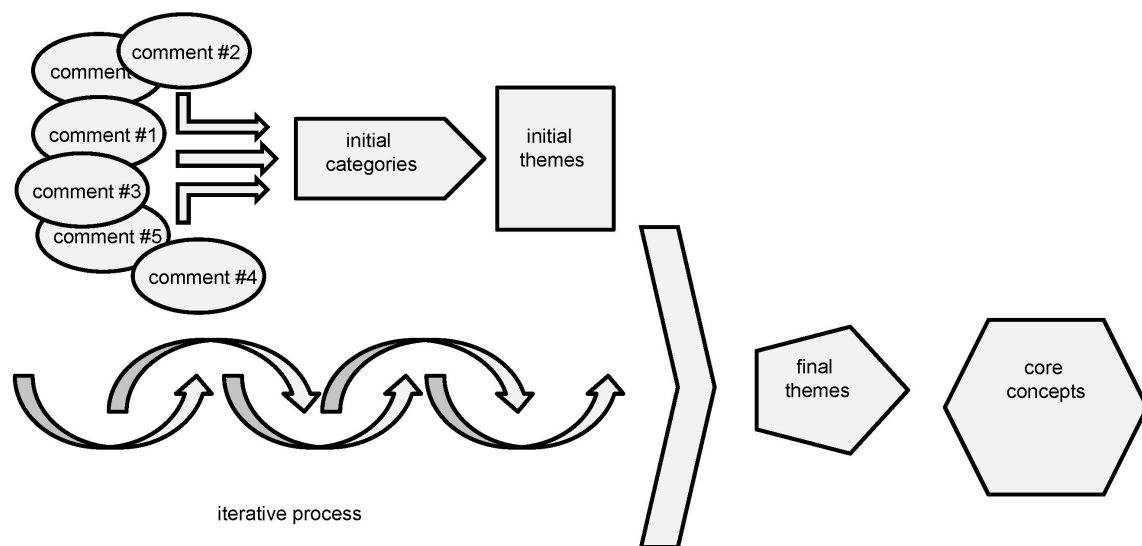 comment #2
comment
comment #1
comment #3
comment #5
comment #4
initial
categories
initial
themes
final
themes
core
concepts
iterative process